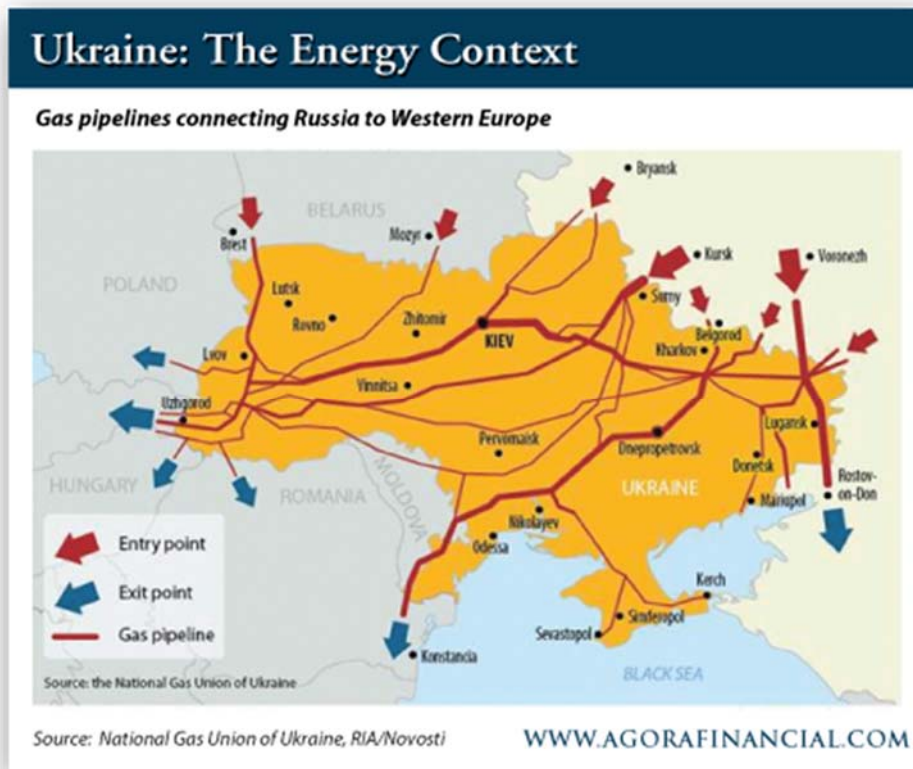 Ukraine: The Energy Context
Gas pipelines connecting Russia to Western Europe
Bryansk
BELARUS
Brest
Mozyr
Kursk
Voronezh
POLAND
Lutsk
Sumy
Rovno
Zhitomir
KIEV
Belgorod
Kharkov
Lvov
Vinnitsa
Uzhgorod
Lugansk
Pervomaisk
Dnepropetrovsk
Donetsk
HUNGARY
ROMANIA
MOLDOVA
UKRAINE
Mariupol
Rostov-
on-Don
Nikolayev
Odessa
Entry point
Exit point
Gas pipeline
Kerch
Simferopol
Sevastopol
Konstancia
BLACK SEA
Source: the National Gas Union of Ukraine
Source: National Gas Union of Ukraine, RIA/Novosti
WWW.AGORAFINANCIAL.COM